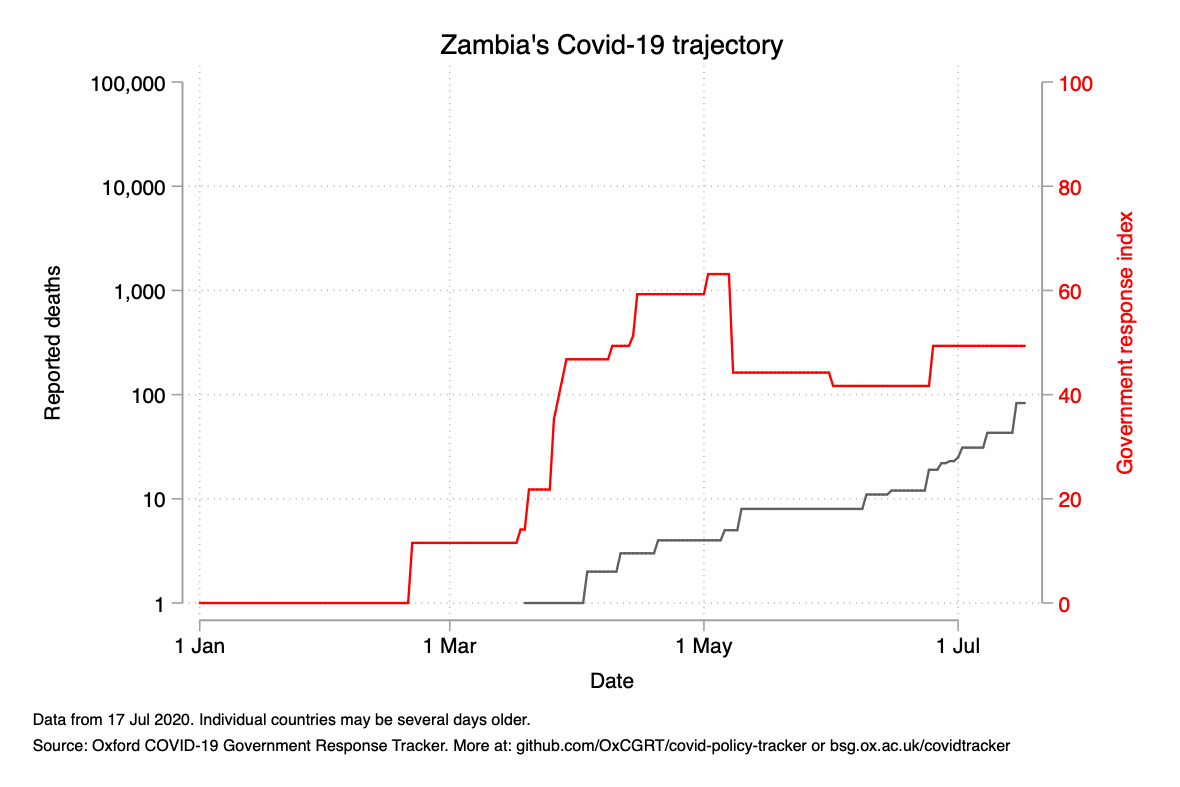 Zambia's Covid-19 trajectory
100,000
10,000
1,000
100
10
1
Reported deaths
100
80
60
40
20
0
Government response index
1 Jan
1 Mar
1 May
1 Jul
Date
Data from 17 Jul 2020. Individual countries may be several days older.
Source: Oxford COVID-19 Government Response Tracker. More at: github.com/OxCGRT/covid-policy-tracker or bsg.ox.ac.uk/covidtracker